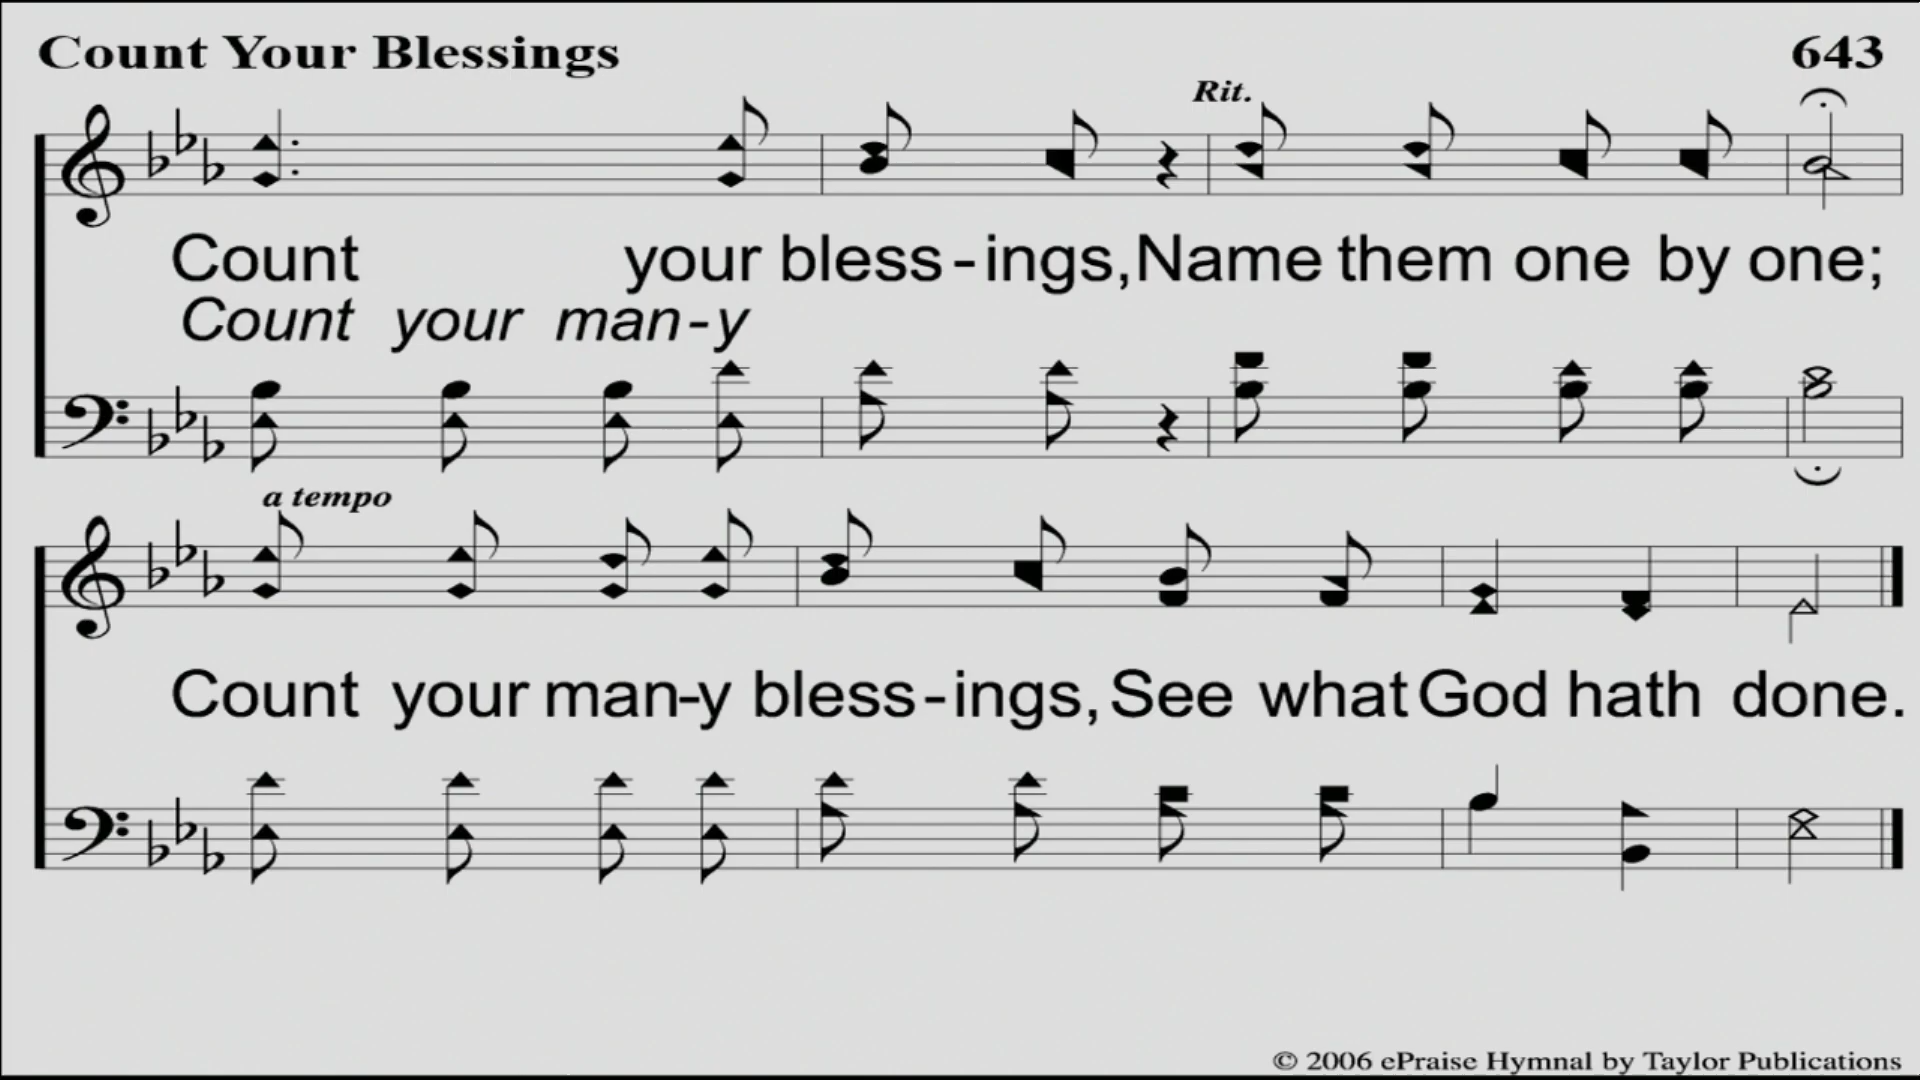 Count Your Blessings 643
Rit.
Count your bless-ings, Name them one by one;
Count your man-y
a tempo
Count your man-y bless-ings, See what God hath done.
© 2006 ePraise Hymnal by Taylor Publications